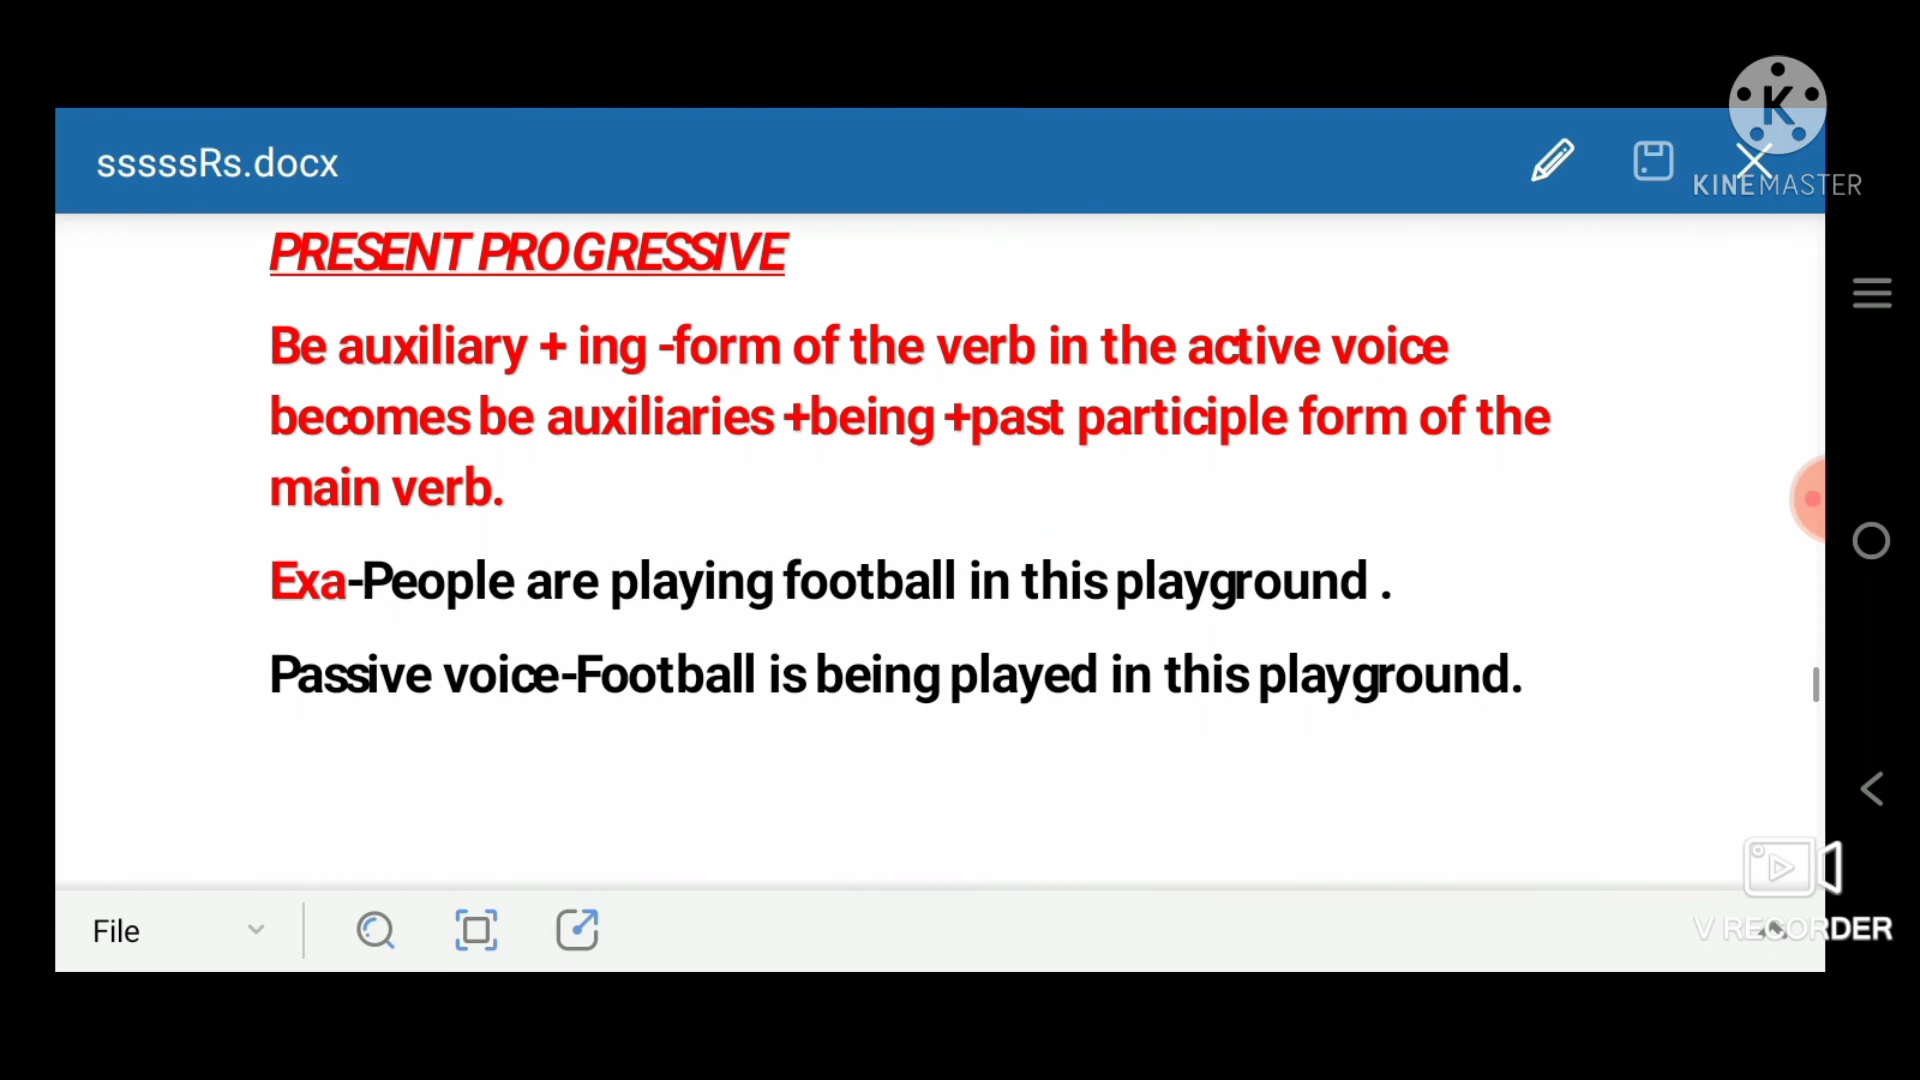 sssssRs.docx
KINEMASTER
PRESENT PROGRESSIVE
Be auxiliary + ing -form of the verb in the active voice
becomes be auxiliaries +being +past participle form of the
main verb.
Exa-People are playing football in this playground .
Passive voice-Football is being played in this playground.
File
V RECORDER